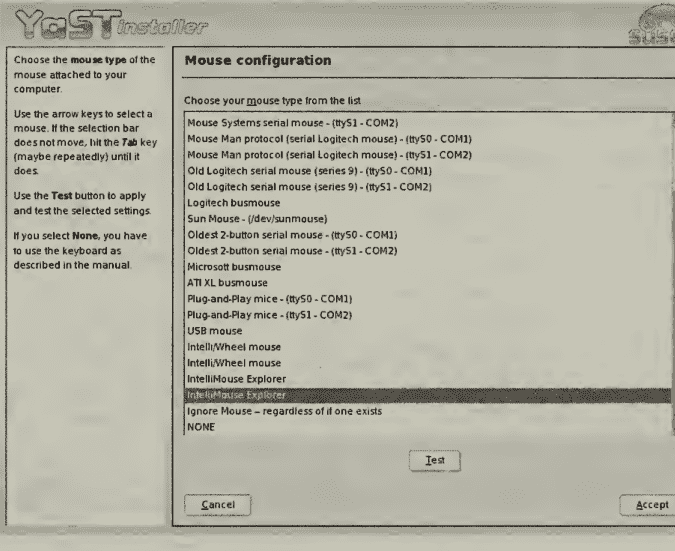 YaST installer
SUSE
Choose the mouse type of the
mouse attached to your
computer.
Use the arrow keys to select a
mouse. If the selection bar
does not move, hit the Tab key
(maybe repeatedly) until it
does.
Use the Test button to apply
and test the selected settings.
If you select None, you have
to use the keyboard as
described in the manual.
Mouse configuration
Choose your mouse type from the list
Mouse Systems serial mouse - (ttyS1 - COM2)
Mouse Man protocol (serial Logitech mouse) - (ttyS0 - COM1)
Mouse Man protocol (serial Logitech mouse) - (ttyS1 - COM2)
Old Logitech serial mouse (series 9) - (ttyS0 - COM1)
Old Logitech serial mouse (series 9) - (ttyS1 - COM2)
Logitech busmouse
Sun Mouse - (/dev/sunmouse)
Oldest 2-button serial mouse - (ttyS0 - COM1)
Oldest 2-button serial mouse - (ttyS1 - COM2)
Microsoft busmouse
ATI XL busmouse
Plug-and-Play mice - (ttyS0 - COM1)
Plug-and-Play mice - (ttyS1 - COM2)
USB mouse
Intelli/Wheel mouse
Intelli/Wheel mouse
IntelliMouse Explorer
IntelliMouse Explorer
Ignore Mouse – regardless of if one exists
NONE
Test
Cancel
Accept